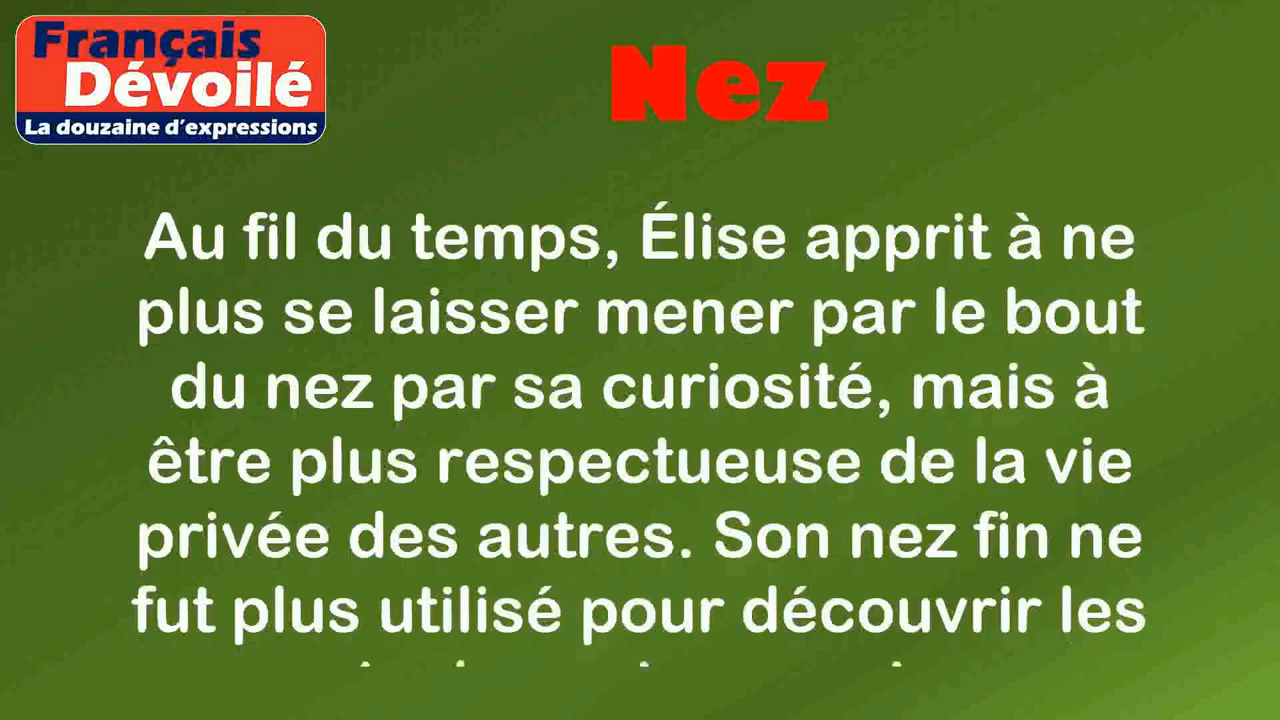 Français
Dévoilé
La douzaine d'expressions
Nez
Au fil du temps, Élise apprit à ne
plus se laisser mener par le bout
du nez par sa curiosité, mais à
être plus respectueuse de la vie
privée des autres. Son nez fin ne
fut plus utilisé pour découvrir les